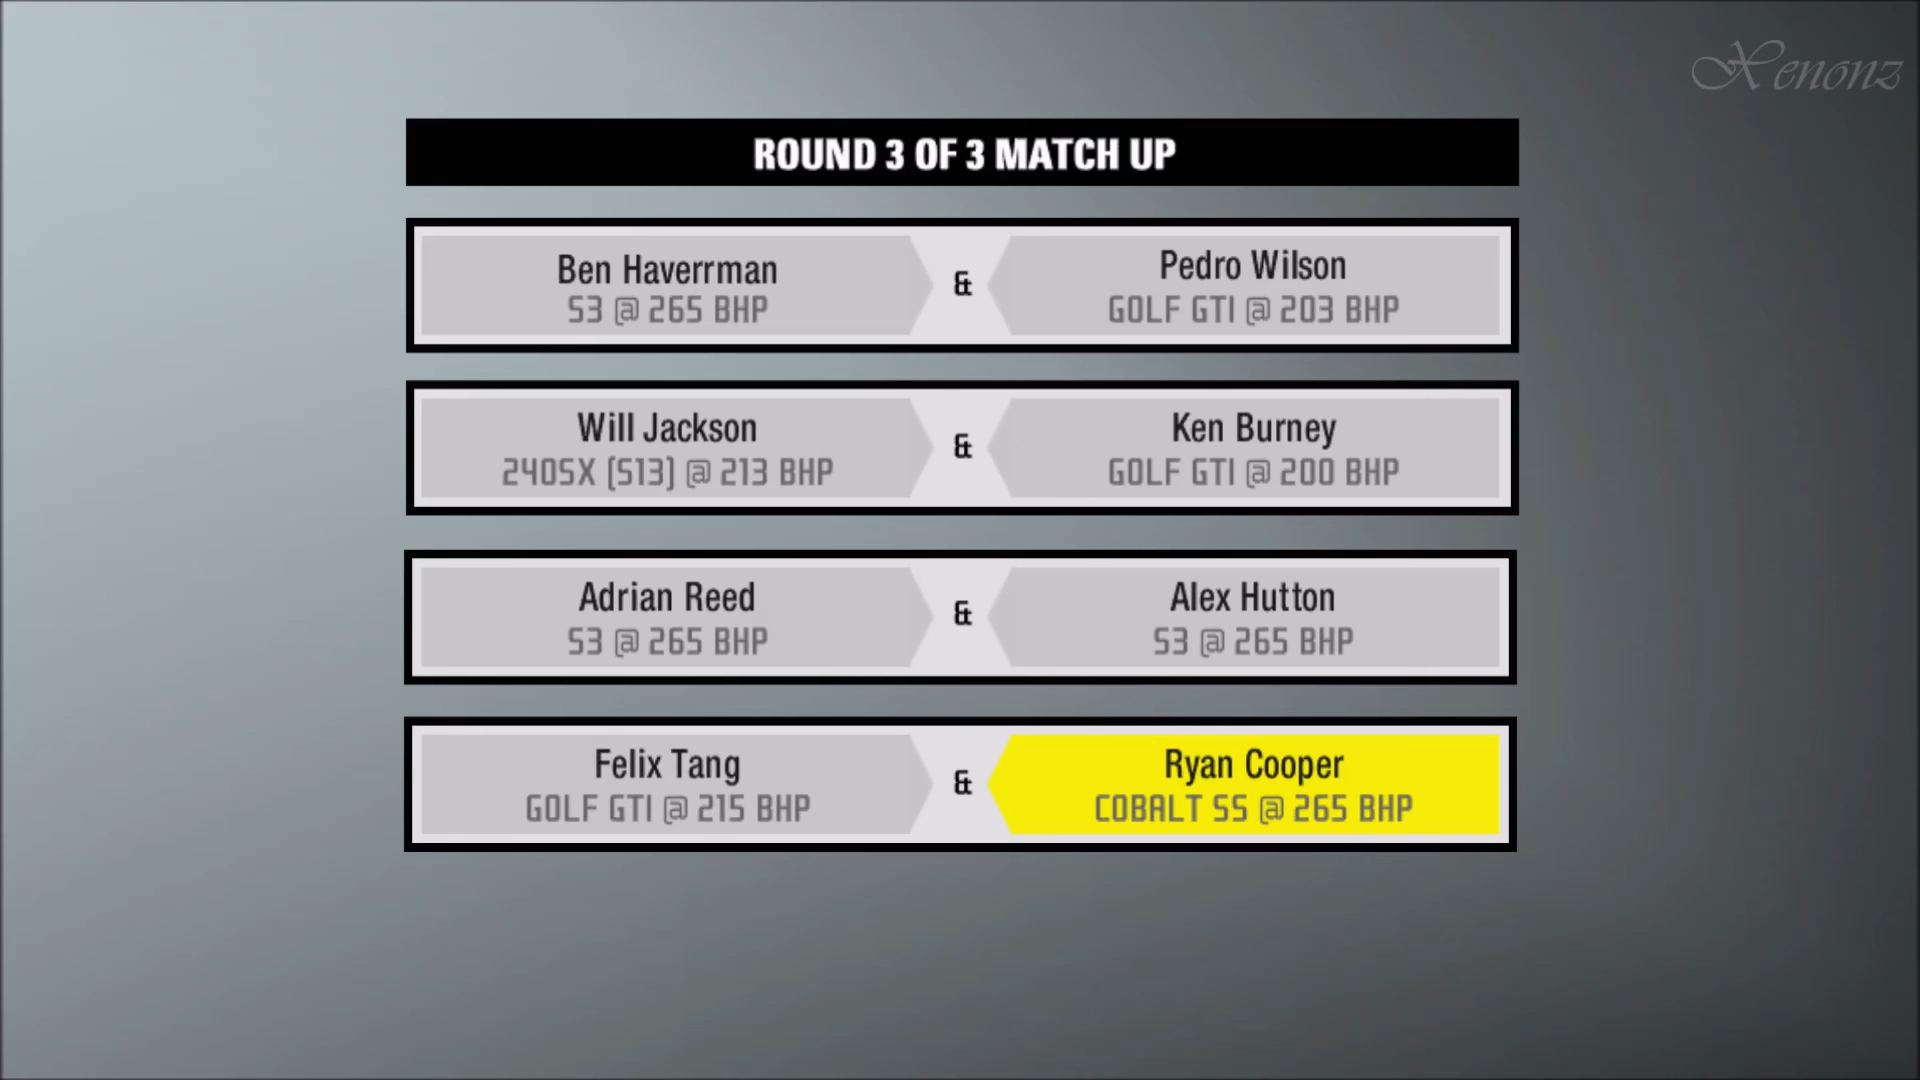 Xenonz
ROUND 3 OF 3 MATCH UP
Ben Haverrman
S3 @ 265 BHP
&
Pedro Wilson
GOLF GTI @ 203 BHP
Will Jackson
240SX (S13) @ 213 BHP
&
Ken Burney
GOLF GTI @ 200 BHP
Adrian Reed
S3 @ 265 BHP
&
Alex Hutton
S3 @ 265 BHP
Felix Tang
GOLF GTI @ 215 BHP
&
Ryan Cooper
COBALT SS @ 265 BHP